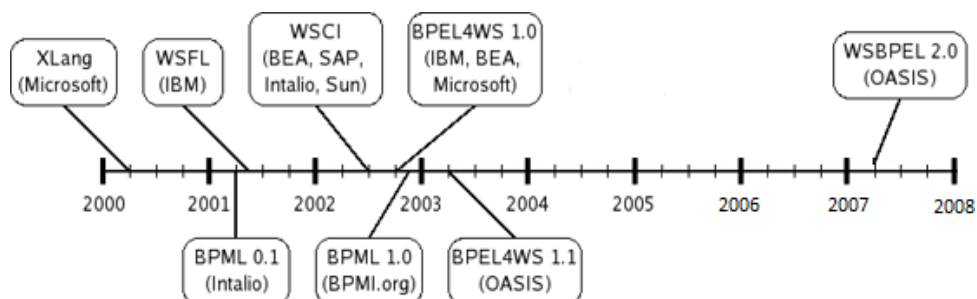 XLang
(Microsoft)
WSFL
(IBM)
WSCI
(BEA, SAP,
Intalio, Sun)
BPEL4WS 1.0
(IBM, BEA,
Microsoft)
WSBPEL 2.0
(OASIS)
2000 2001 2002 2003 2004 2005 2006 2007 2008
BPML 0.1
(Intalio)
BPML 1.0
(BPMI.org)
BPEL4WS 1.1
(OASIS)